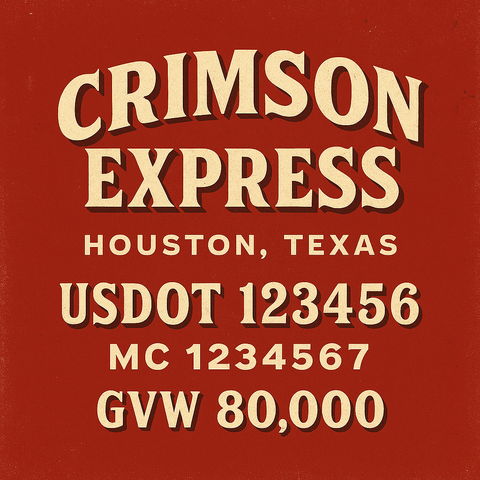 CRIMSON
EXPRESS
HOUSTON, TEXAS
USDOT 123456
MC 1234567
GVW 80,000